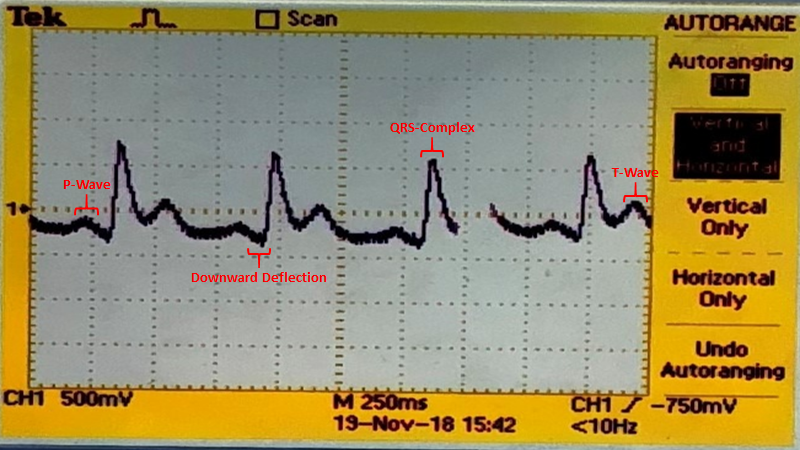 Tek
Scan
AUTORANGE
Autoranging
Off
Vertical
and
Horizontal
QRS-Complex
P-Wave
T-Wave
1
Vertical
Only
Downward Deflection
Horizontal
Only
Undo
Autoranging
CH1 500mV
M 250ms
CH1 -750mV
19-Nov-18 15:42
<10Hz